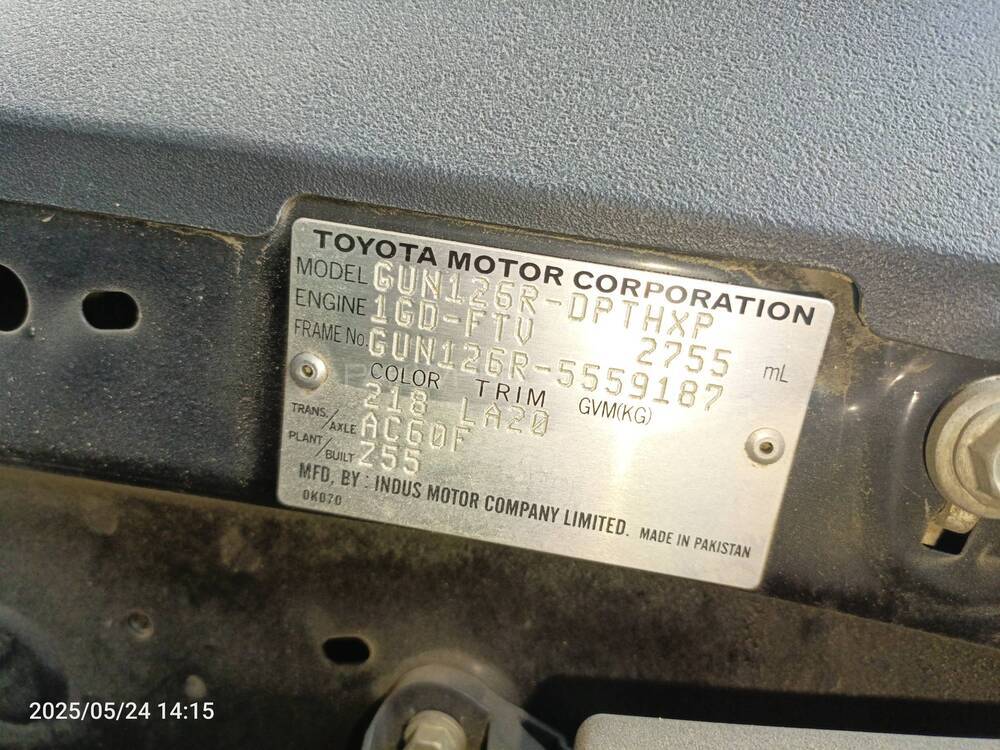 TOYOTA MOTOR CORPORATION
MODEL GUN126R-DPTHXP
ENGINE 1GD-FTV 2755 mL
FRAME No. GUN126R-5559187
COLOR TRIM GVM(KG)
218 LA20
TRANS/AXLE AC60F
PLANT/BUILT Z55
MFD, BY : INDUS MOTOR COMPANY LIMITED. MADE IN PAKISTAN
0K070
2025/05/24 14:15